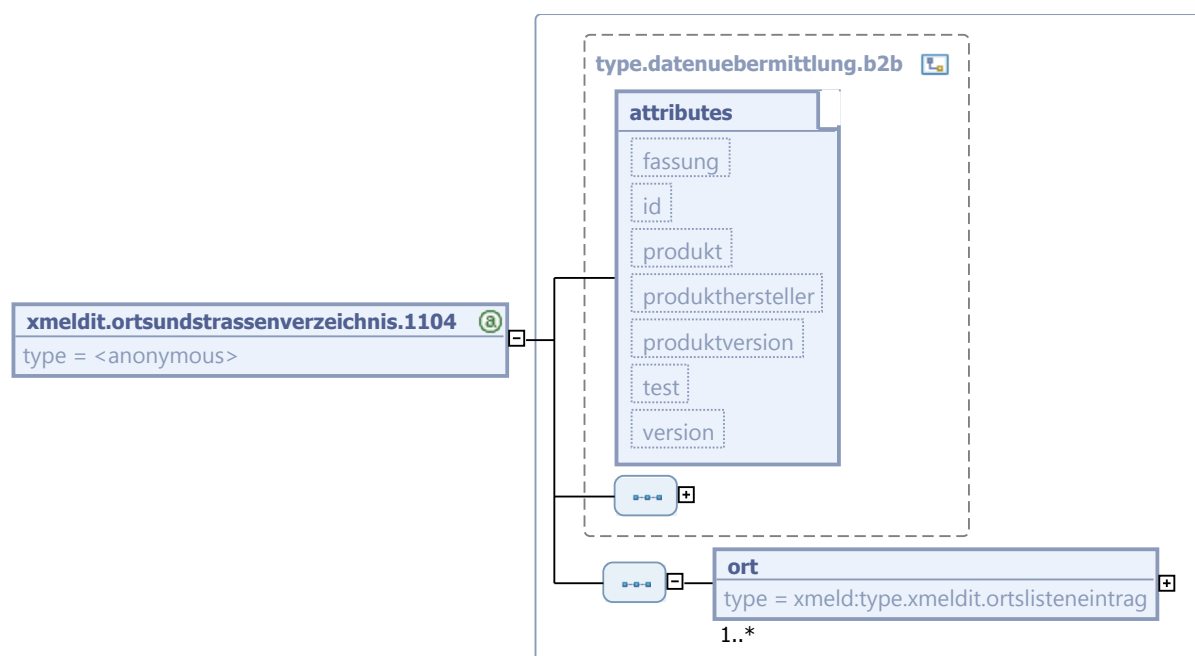 type.datenuebermittlung.b2b
attributes
fassung
id
produkt
produkthersteller
produktversion
test
version
xmeldit.ortsundstrassenverzeichnis.1104 a
type = <anonymous>
ort
type = xmeld:type.xmeldit.ortslisteneintrag
1..*